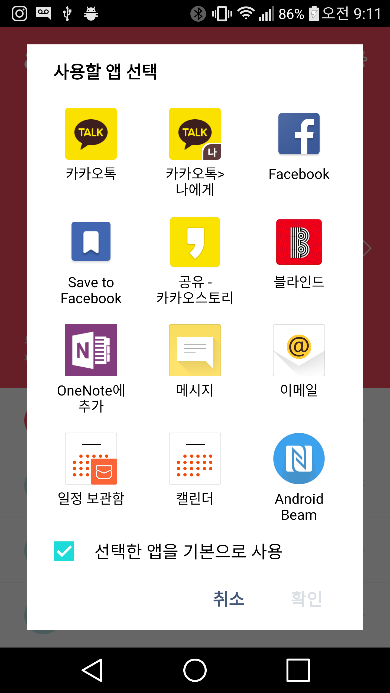 86% 오전 9:11
사용할 앱 선택
TALK
TALK
나
카카오톡
카카오톡>
나에게
Facebook
Save to
Facebook
공유 -
카카오스토리
블라인드
OneNote에
추가
메시지
이메일
일정 보관함
캘린더
Android
Beam
선택한 앱을 기본으로 사용
취소
확인